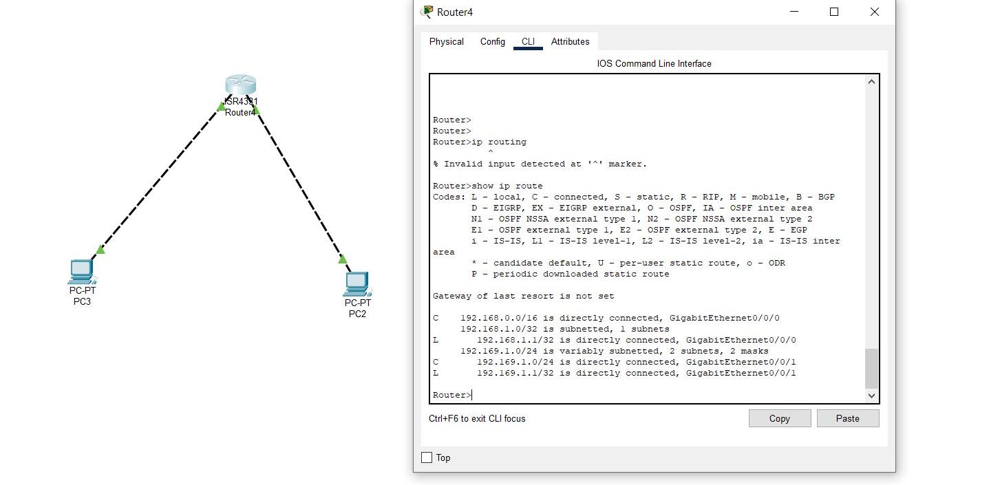 Router4
Physical Config CLI Attributes
IOS Command Line Interface
Router>
Router>
Router>ip routing
^
% Invalid input detected at '^' marker.
Router>show ip route
Codes: L - local, C - connected, S - static, R - RIP, M - mobile, B - BGP
D - EIGRP, EX - EIGRP external, O - OSPF, IA - OSPF inter area
N1 - OSPF NSSA external type 1, N2 - OSPF NSSA external type 2
E1 - OSPF external type 1, E2 - OSPF external type 2, E - EGP
i - IS-IS, L1 - IS-IS level-1, L2 - IS-IS level-2, ia - IS-IS inter
area
* - candidate default, U - per-user static route, o - ODR
P - periodic downloaded static route
Gateway of last resort is not set
C 192.168.0.0/16 is directly connected, GigabitEthernet0/0/0
192.168.1.0/32 is subnetted, 1 subnets
L 192.168.1.1/32 is directly connected, GigabitEthernet0/0/0
192.169.1.0/24 is variably subnetted, 2 subnets, 2 masks
C 192.169.1.0/24 is directly connected, GigabitEthernet0/0/1
L 192.169.1.1/32 is directly connected, GigabitEthernet0/0/1
Router>
Ctrl+F6 to exit CLI focus
Copy
Paste
Top
ISR4331
Router4
PC-PT
PC3
PC-PT
PC2